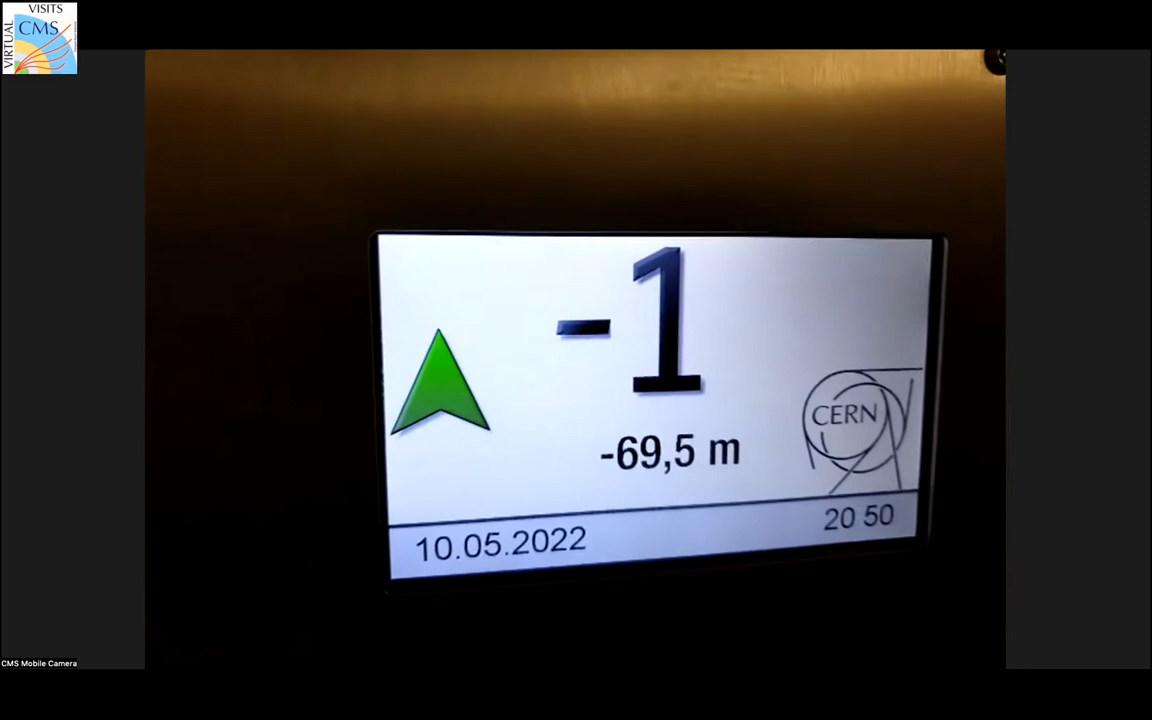 VISITS
VIRTUAL
CMS
-1
-69,5 m
CERN
10.05.2022
20 50
CMS Mobile Camera